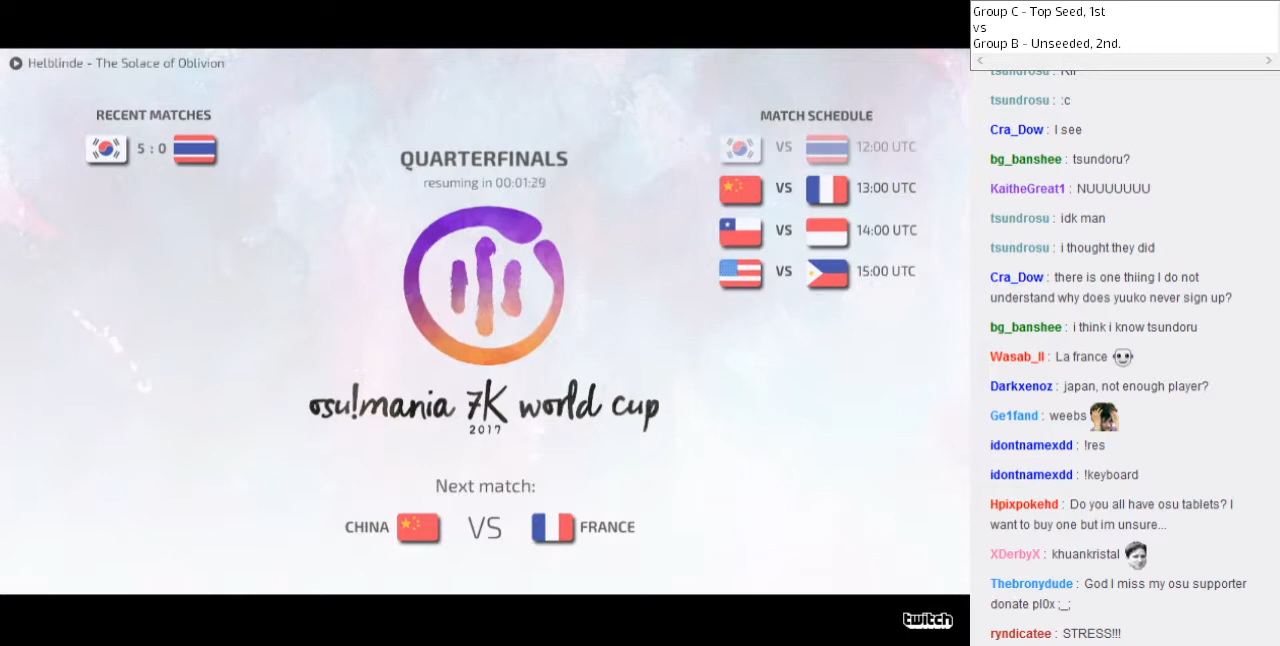 Helblinde - The Solace of Oblivion
RECENT MATCHES
5 : 0
QUARTERFINALS
resuming in 00:01:29
MATCH SCHEDULE
VS 12:00 UTC
VS 13:00 UTC
VS 14:00 UTC
VS 15:00 UTC
osu!mania 7K world cup
2017
Next match:
CHINA VS FRANCE
twitch
Group C - Top Seed, 1st
vs
Group B - Unseeded, 2nd.
tsundrosu :
tsundrosu : :c
Cra_Dow : I see
bg_banshee : tsundoru?
KaitheGreat1 : NUUUUUUU
tsundrosu : idk man
tsundrosu : i thought they did
Cra_Dow : there is one thiing I do not
understand why does yuuko never sign up?
bg_banshee : i think i know tsundoru
Wasab_II : La france
Darkxenoz : japan, not enough player?
Ge1fand : weebs
idontnamexdd : !res
idontnamexdd : !keyboard
Hpixpokehd : Do you all have osu tablets? I
want to buy one but im unsure...
XDerbyX : khuankristal
Thebronydude : God I miss my osu supporter
donate pl0x ;_;
ryndicatee : STRESS!!!